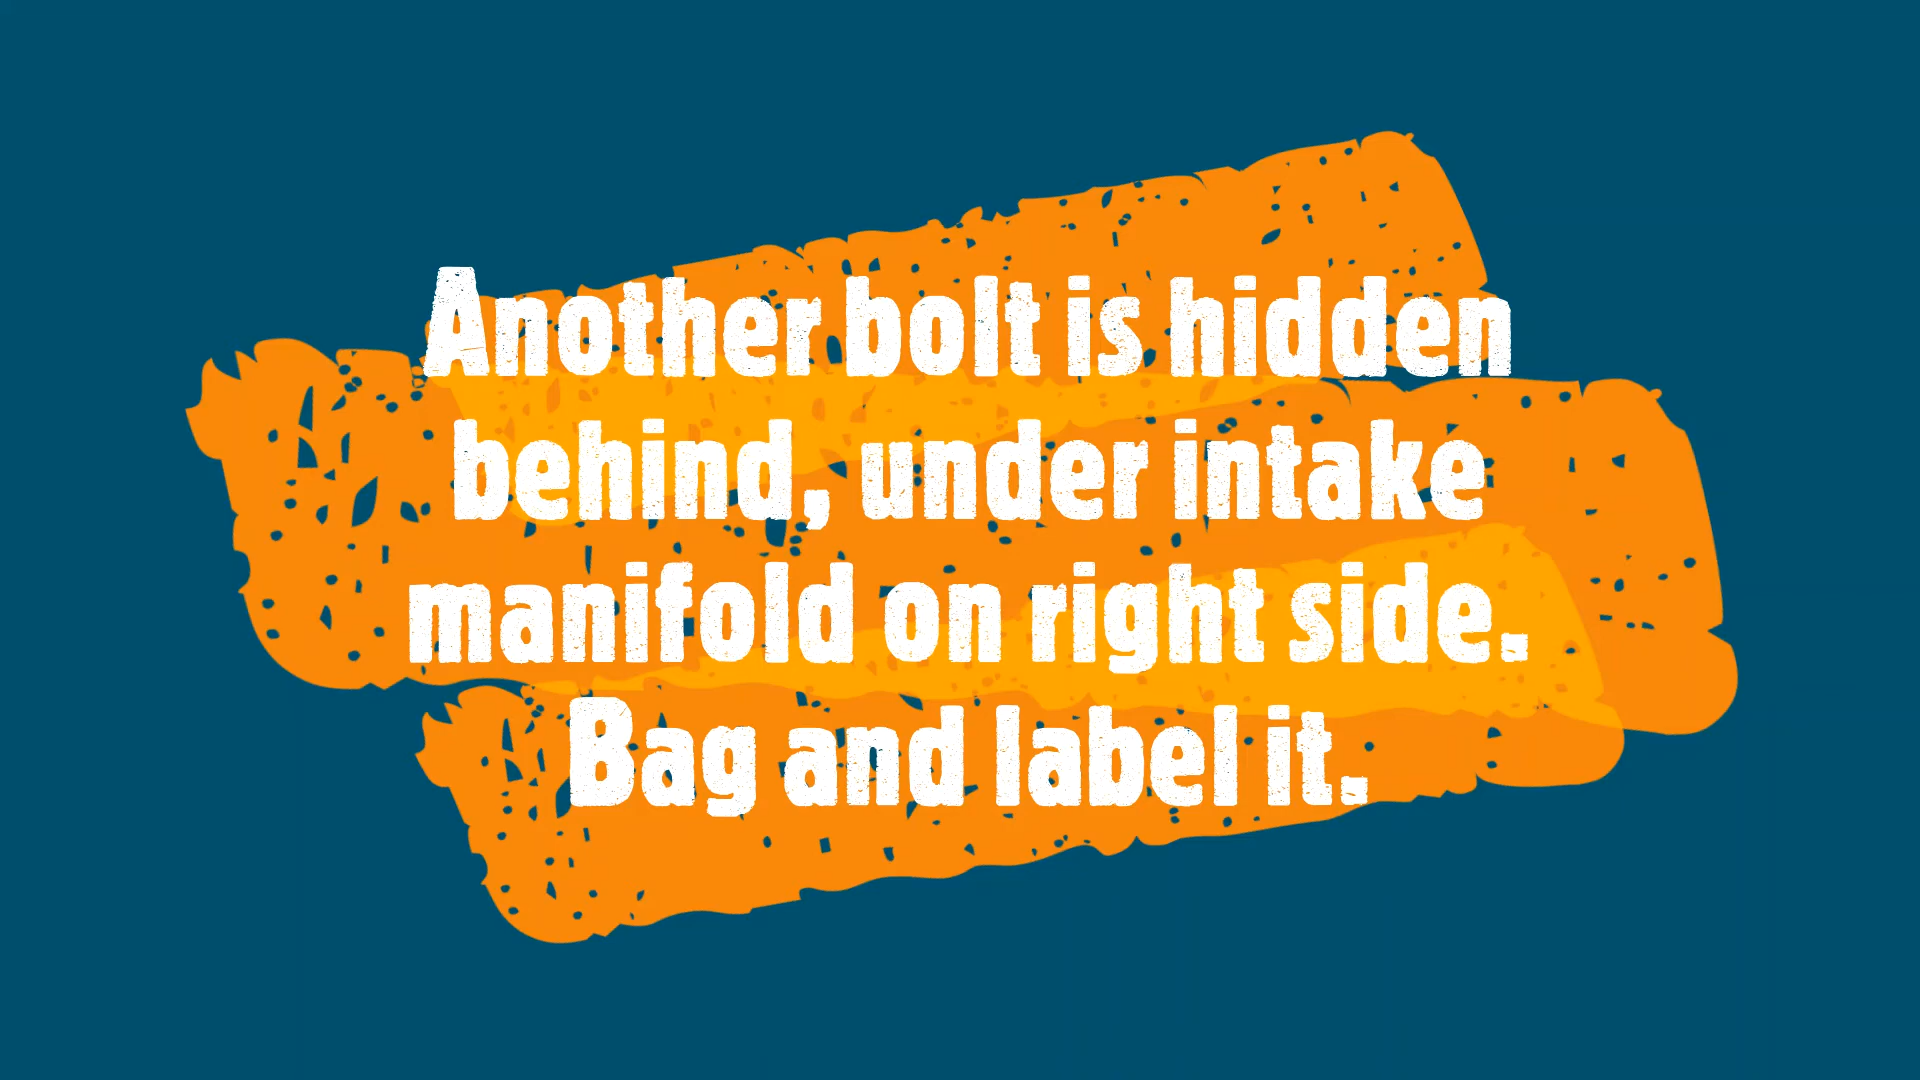 Another bolt is hidden
behind, under intake
manifold on right side.
Bag and label it.